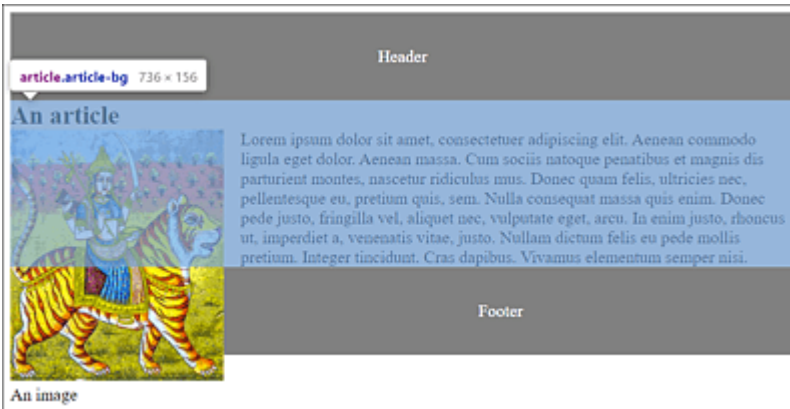 Header
article.article-bg 736 × 156
An article
Lorem ipsum dolor sit amet, consectetuer adipiscing elit. Aenean commodo
ligula eget dolor. Aenean massa. Cum sociis natoque penatibus et magnis dis
parturient montes, nascetur ridiculus mus. Donec quam felis, ultricies nec,
pellentesque eu, pretium quis, sem. Nulla consequat massa quis enim. Donec
pede justo, fringilla vel, aliquet nec, vulputate eget, arcu. In enim justo, rhoncus
ut, imperdiet a, venenatis vitae, justo. Nullam dictum felis eu pede mollis
pretium. Integer tincidunt. Cras dapibus. Vivamus elementum semper nisi.
Footer
An image